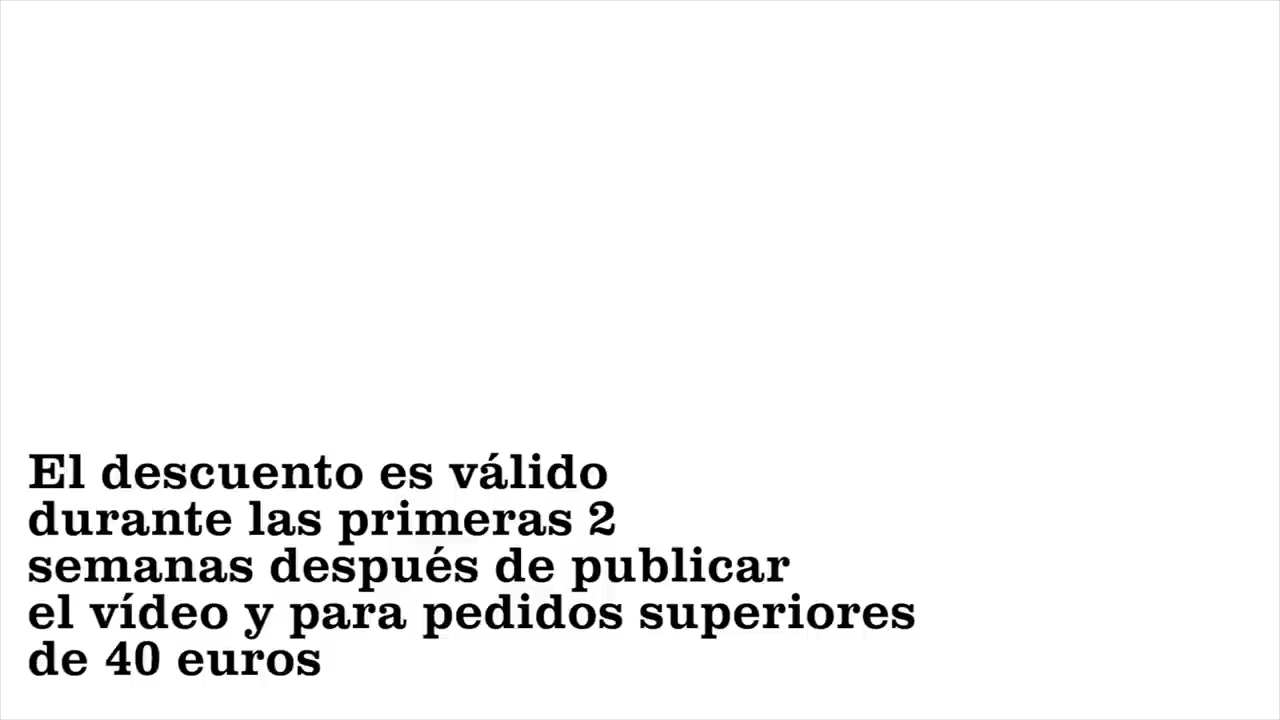 El descuento es válido
durante las primeras 2
semanas después de publicar
el vídeo y para pedidos superiores
de 40 euros